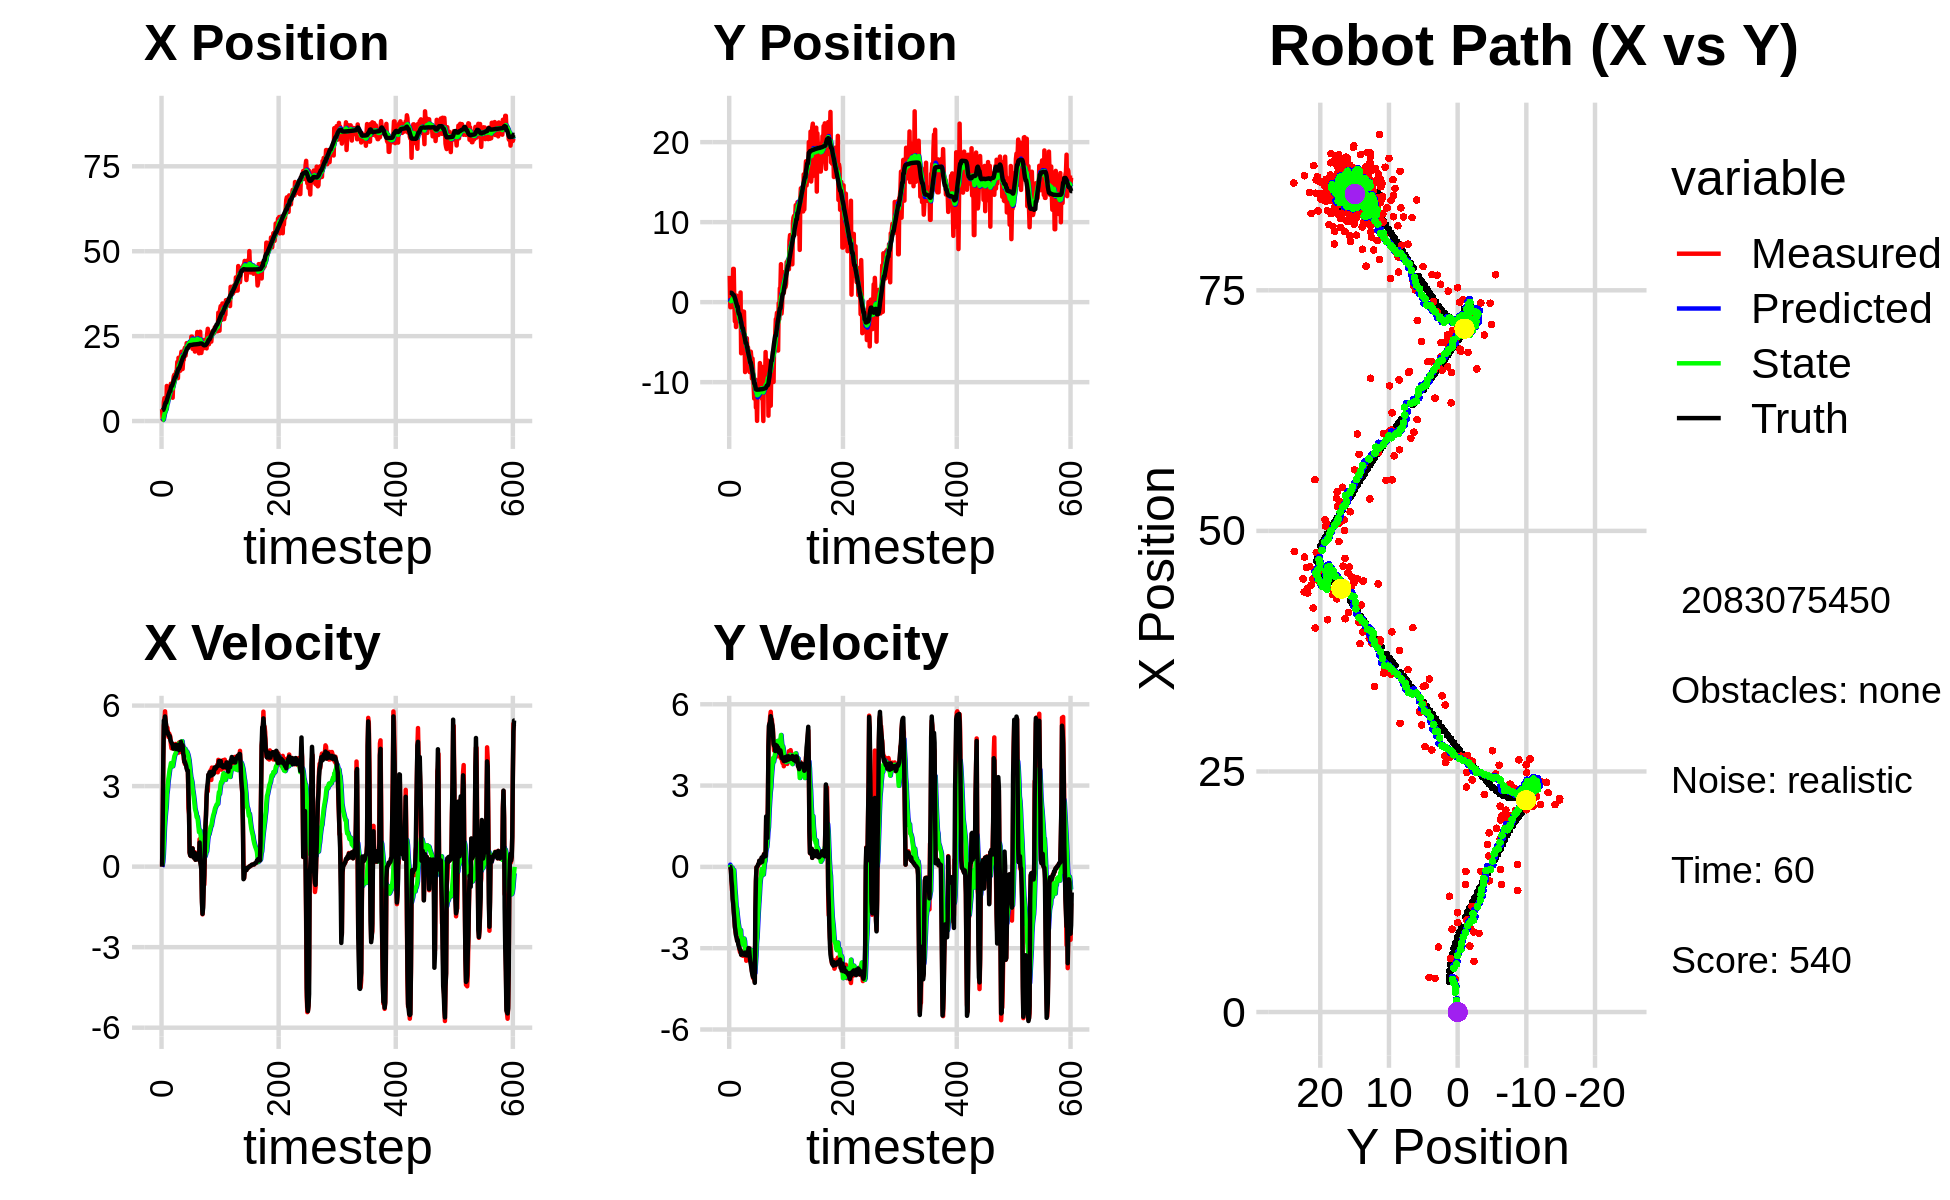 X Position
75
50
25
0
0
200
400
600
timestep
Y Position
20
10
0
-10
0
200
400
600
timestep
X Velocity
6
3
0
-3
-6
0
200
400
600
timestep
Y Velocity
6
3
0
-3
-6
0
200
400
600
timestep
Robot Path (X vs Y)
X Position
75
50
25
0
20 10 0 -10 -20
Y Position
variable
Measured
Predicted
State
Truth
2083075450
Obstacles: none
Noise: realistic
Time: 60
Score: 540